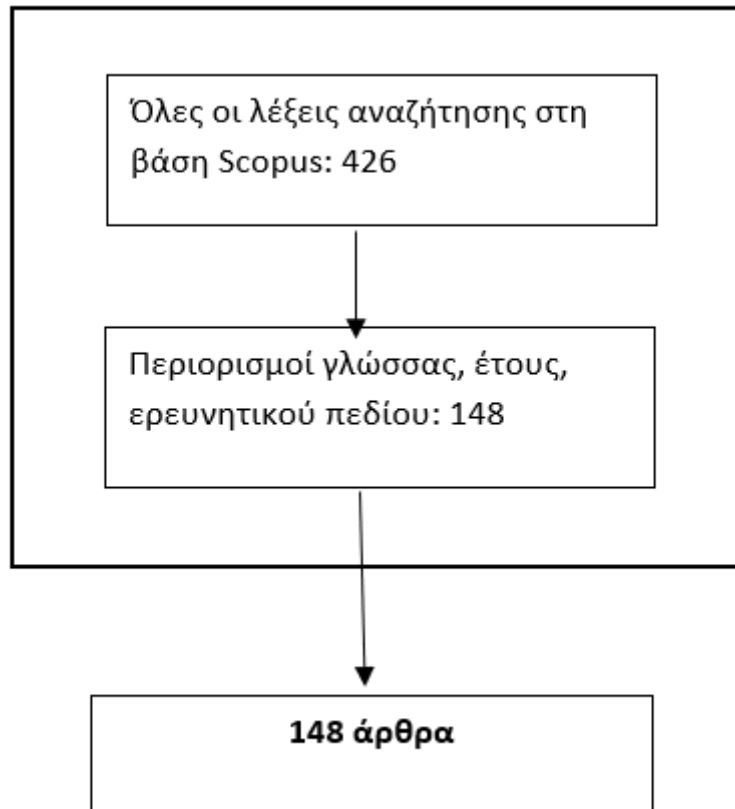 Όλες οι λέξεις αναζήτησης στη
βάση Scopus: 426
Περιορισμοί γλώσσας, έτους,
ερευνητικού πεδίου: 148
148 άρθρα